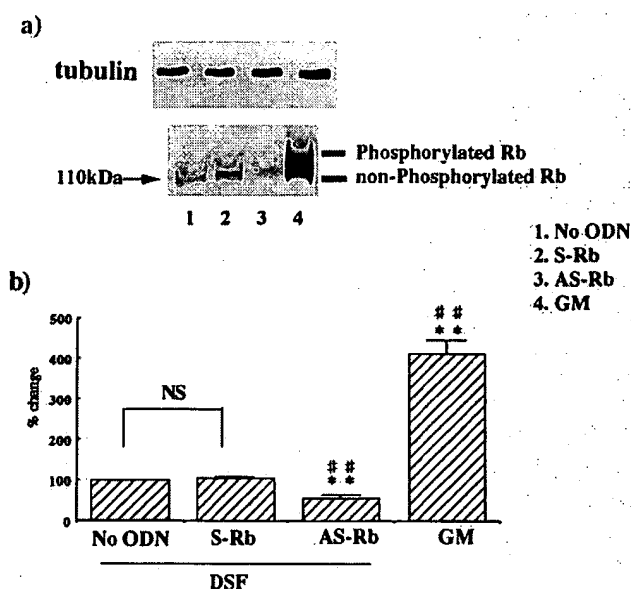 a)
tubulin
Phosphorylated Rb
110kDa
non-Phosphorylated Rb
1 2 3 4
1. No ODN
2. S-Rb
3. AS-Rb
4. GM
b)
500
400
300
200
100
0
% change
NS
# #
* *
# #
* *
No ODN S-Rb AS-Rb GM
DSF